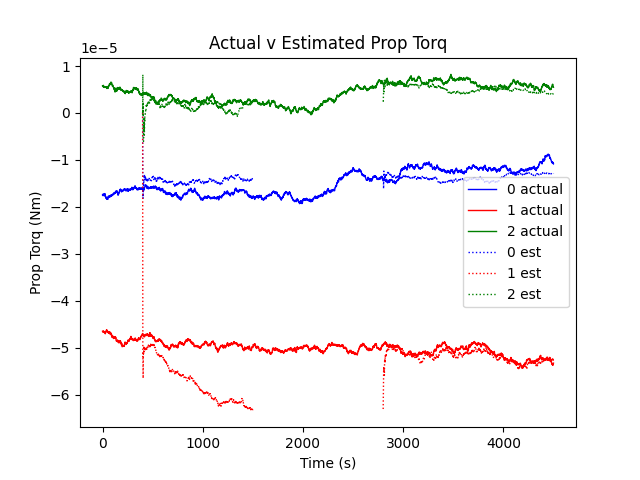 Actual v Estimated Prop Torq
1e−5
1
0
−1
−2
−3
−4
−5
−6
Prop Torq (Nm)
0 actual
1 actual
2 actual
0 est
1 est
2 est
0
1000
2000
3000
4000
Time (s)